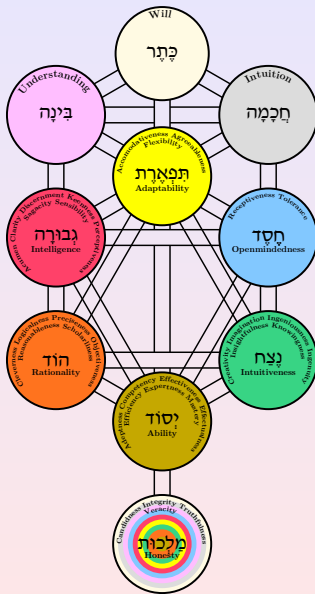 Will
כֶּתֶר
Understanding
בִּינָה
Intuition
חֲכָמָה
Accomodativeness Agreeableness
Flexibility
תִּפְאֶרֶת
Adaptability
Acumen Clarity Discernment Keenness Perceptiveness
Sagacity Sensibility
גְּבוּרָה
Intelligence
Receptiveness Tolerance
חֶסֶד
Openmindedness
Cleverness Logicalness Preciseness Objectiveness
Reasonableness Scholarliness
הוֹד
Rationality
Creativity Imagination Ingeniousness Ingenuity
Insightfulness Knowingness
נֶצַח
Intuitiveness
Adeptness Competency Effectiveness Effectualness
Efficiency Expertness Mastery
יְסוֹד
Ability
Candidness Integrity Truthfulness
Veracity
מַלְכוּת
Honesty